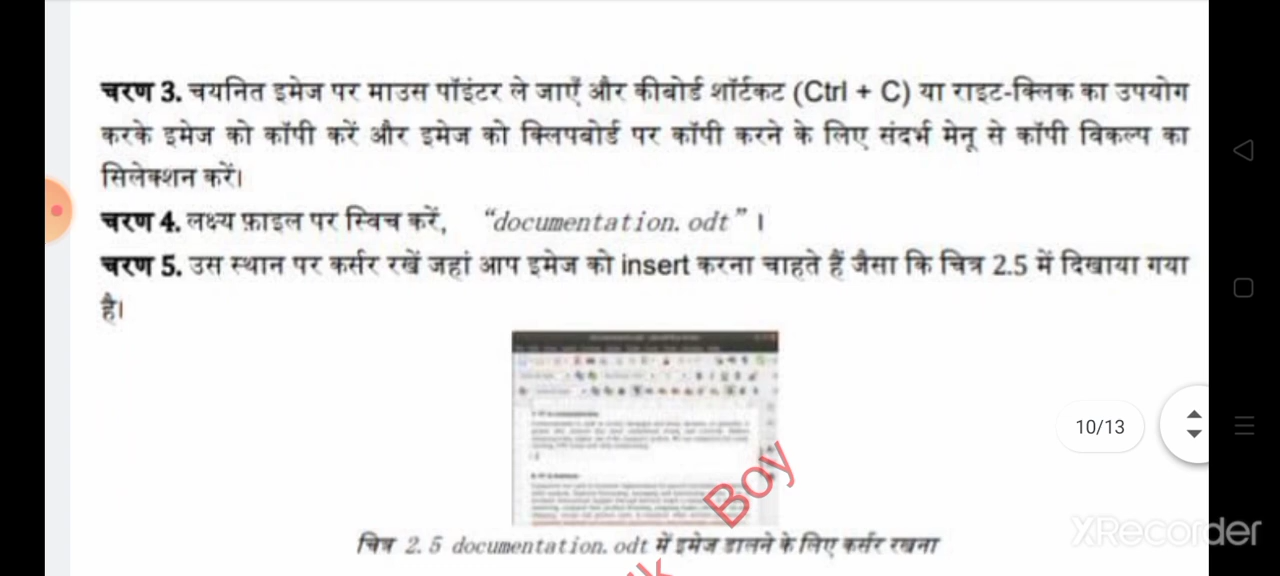 चरण 3. चयनित इमेज पर माउस पॉइंटर ले जाएँ और कीबोर्ड शॉर्टकट (Ctrl + C) या राइट-क्लिक का उपयोग
करके इमेज को कॉपी करें और इमेज को क्लिपबोर्ड पर कॉपी करने के लिए संदर्भ मेनू से कॉपी विकल्प का
सिलेक्शन करें।
चरण 4. लक्ष्य फ़ाइल पर स्विच करें, “documentation.odt”।
चरण 5. उस स्थान पर कर्सर रखें जहां आप इमेज को insert करना चाहते हैं जैसा कि चित्र 2.5 में दिखाया गया
है।
10/13
Boy
XRecorder
चित्र 2.5 documentation.odt में इमेज डालने के लिए कर्सर रखना